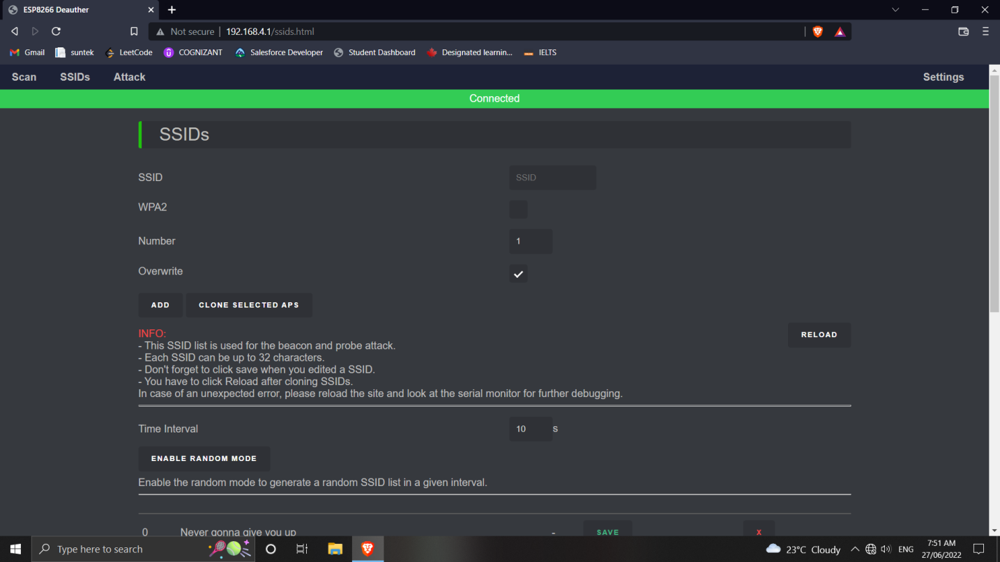 ESP8266 Deauther
Not secure | 192.168.4.1/ssids.html
Gmail suntek LeetCode COGNIZANT Salesforce Developer Student Dashboard Designated learnin... IELTS
Scan SSIDs Attack Settings
Connected
SSIDs
SSID SSID
WPA2
Number 1
Overwrite
ADD CLONE SELECTED APS
INFO:
RELOAD
- This SSID list is used for the beacon and probe attack.
- Each SSID can be up to 32 characters.
- Don't forget to click save when you edited a SSID.
- You have to click Reload after cloning SSIDs.
In case of an unexpected error, please reload the site and look at the serial monitor for further debugging.
Time Interval 10 s
ENABLE RANDOM MODE
Enable the random mode to generate a random SSID list in a given interval.
0 Never gonna give you up - SAVE X
Type here to search 23°C Cloudy ENG 7:51 AM
27/06/2022